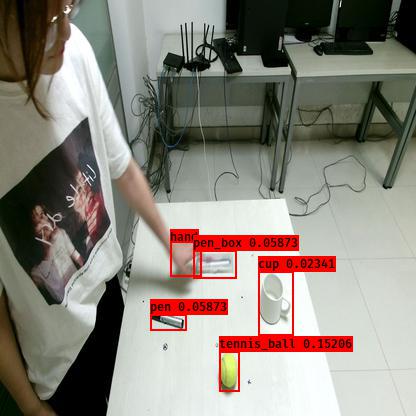 hand
pen_box 0.05873
cup 0.02341
pen 0.05873
tennis_ball 0.15206